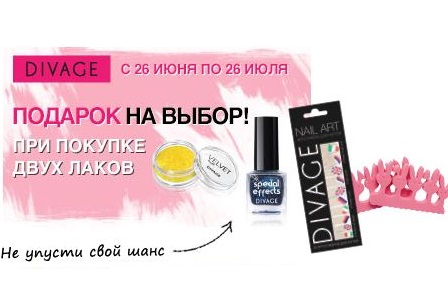 DIVAGE
С 26 ИЮНЯ ПО 26 ИЮЛЯ
ПОДАРОК НА ВЫБОР!
ПРИ ПОКУПКЕ
ДВУХ ЛАКОВ
VELVET
special
effects
DIVAGE
DIVAGE
NAIL ART
Не упусти свой шанс